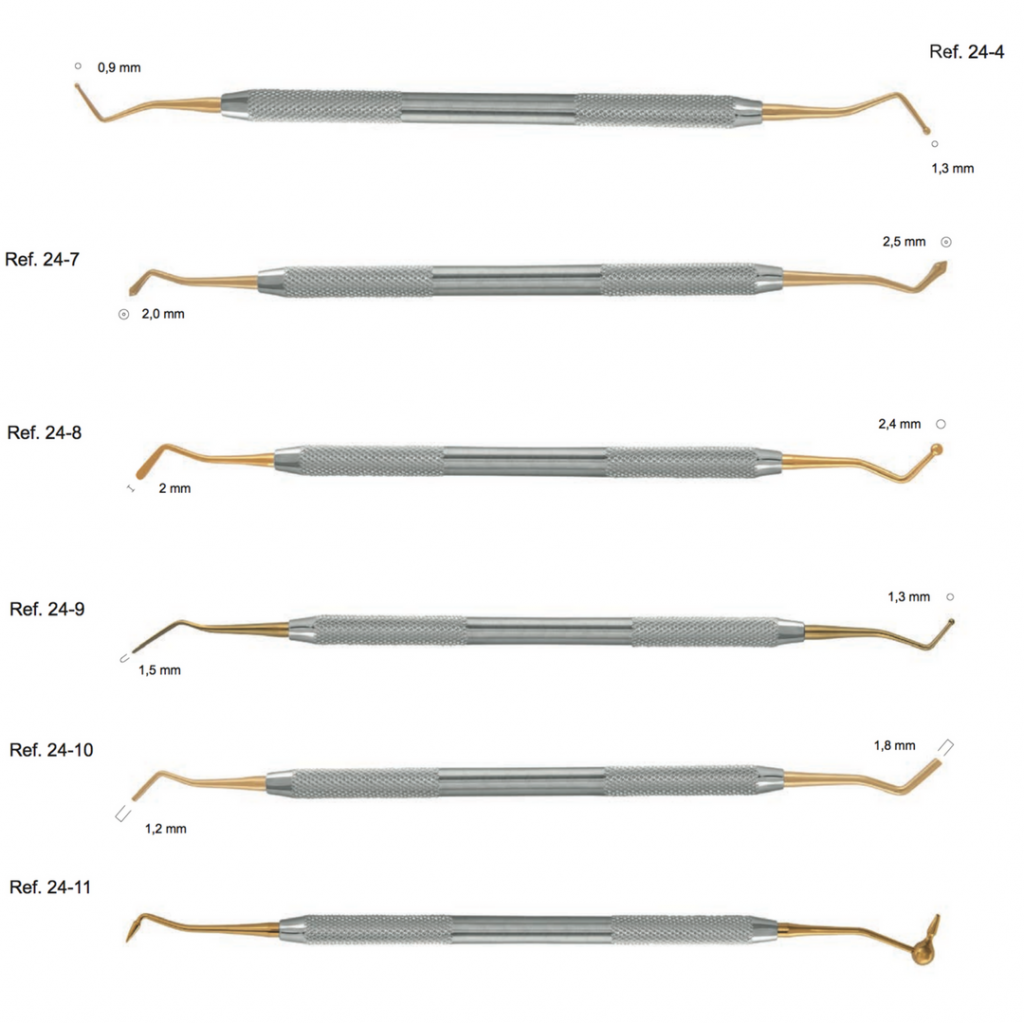 Ref. 24-4
0,9 mm
1,3 mm
Ref. 24-7
2,5 mm
2,0 mm
Ref. 24-8
2,4 mm
2 mm
Ref. 24-9
1,3 mm
1,5 mm
Ref. 24-10
1,8 mm
1,2 mm
Ref. 24-11